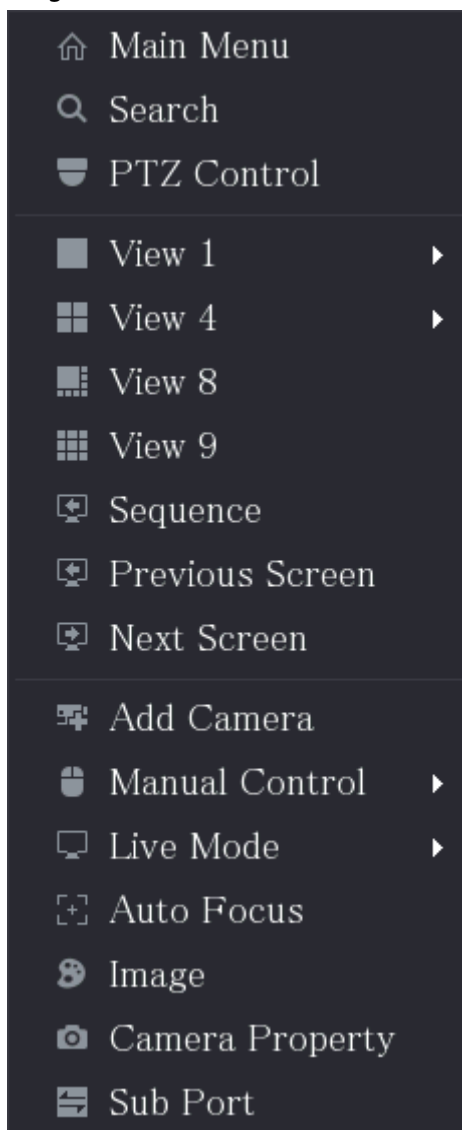 Main Menu
Search
PTZ Control
View 1
View 4
View 8
View 9
Sequence
Previous Screen
Next Screen
Add Camera
Manual Control
Live Mode
Auto Focus
Image
Camera Property
Sub Port